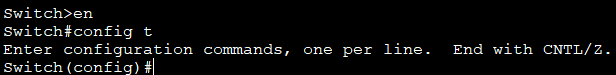 Switch>en
Switch#config t
Enter configuration commands, one per line.  End with CNTL/Z.
Switch(config)#